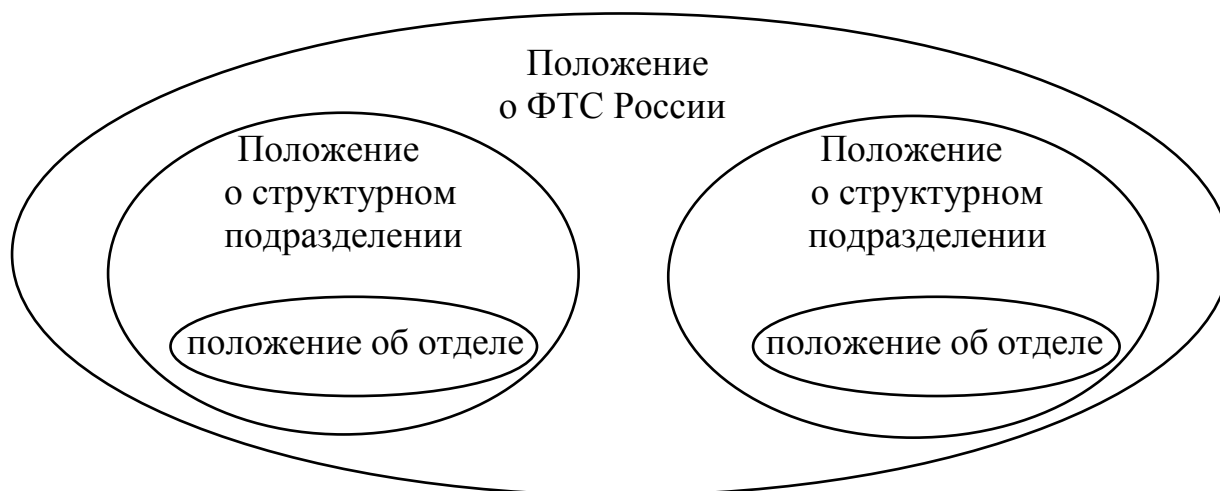 Положение
о ФТС России
Положение
о структурном
подразделении
положение об отделе
Положение
о структурном
подразделении
положение об отделе